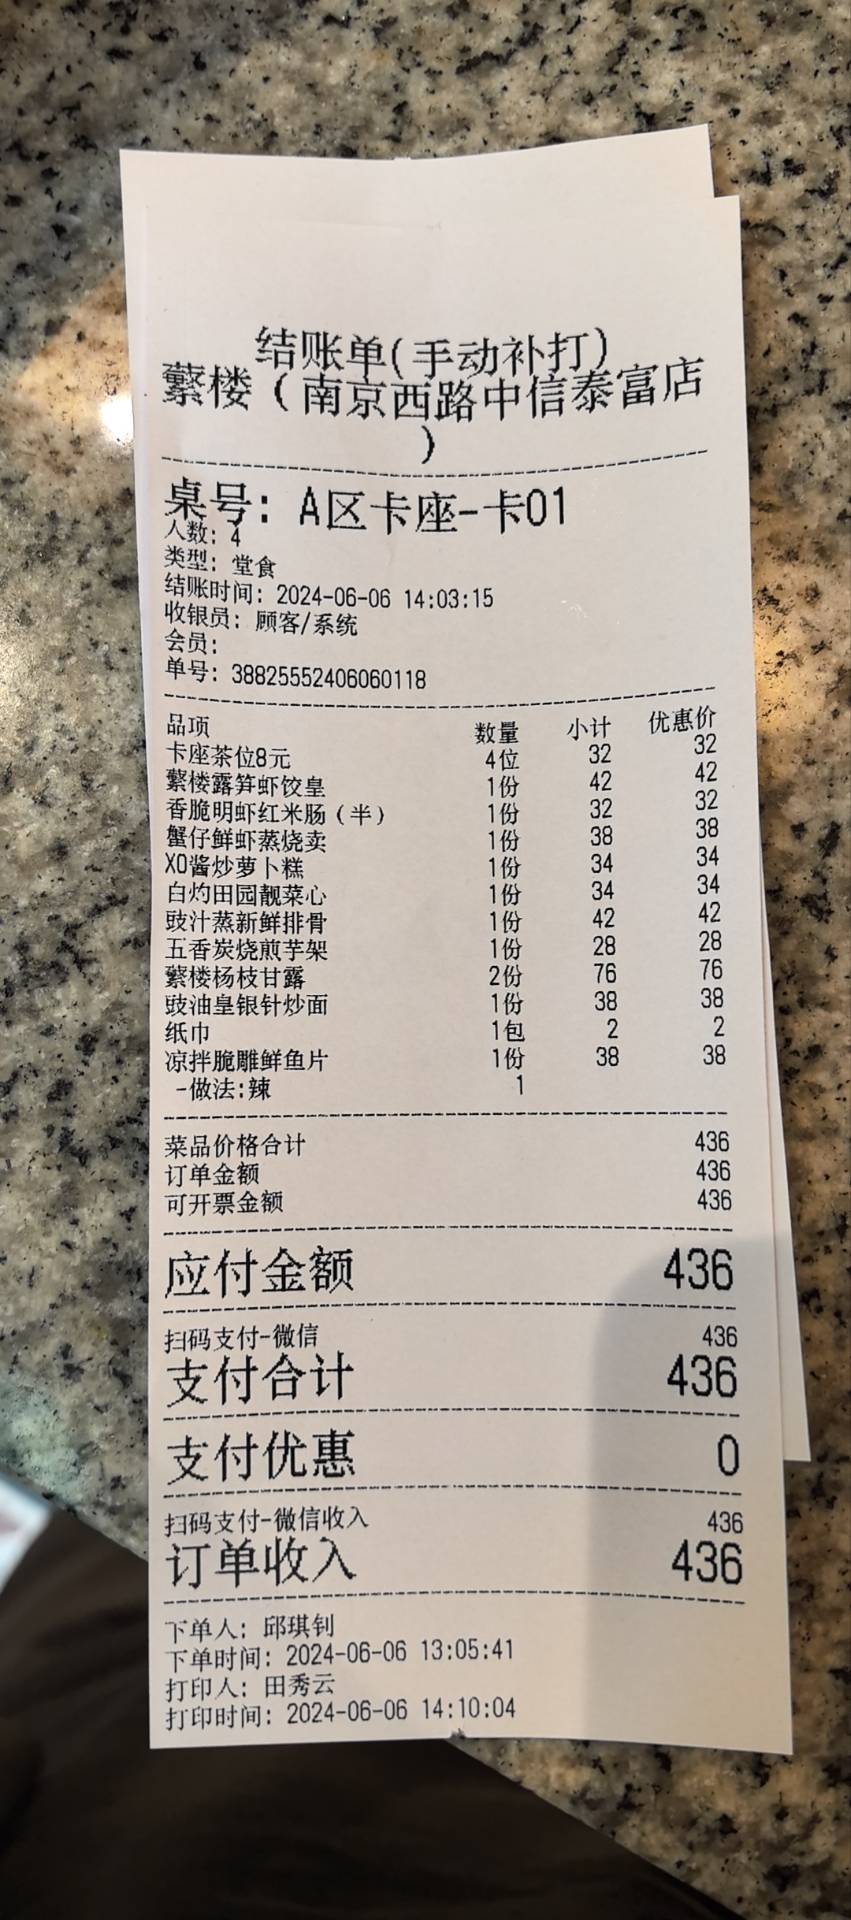 结账单(手动补打)
蘩楼（南京西路中信泰富店
）
桌号: A区卡座-卡01
人数: 4
类型: 堂食
结账时间: 2024-06-06 14:03:15
收银员: 顾客/系统
会员:
单号: 38825552406060118
品项 数量 小计 优惠价
卡座茶位8元 4位 32 32
蘩楼露笋虾饺皇 1份 42 42
香脆明虾红米肠（半） 1份 32 32
蟹仔鲜虾蒸烧卖 1份 38 38
XO酱炒萝卜糕 1份 34 34
白灼田园靓菜心 1份 34 34
豉汁蒸新鲜排骨 1份 42 42
五香炭烧煎芋架 1份 28 28
蘩楼杨枝甘露 2份 76 76
豉油皇银针炒面 1份 38 38
纸巾 1包 2 2
凉拌脆雕鲜鱼片 1份 38 38
-做法:辣 1
菜品价格合计 436
订单金额 436
可开票金额 436
应付金额 436
扫码支付-微信 436
支付合计 436
支付优惠 0
扫码支付-微信收入 436
订单收入 436
下单人: 邱琪钊
下单时间: 2024-06-06 13:05:41
打印人: 田秀云
打印时间: 2024-06-06 14:10:04